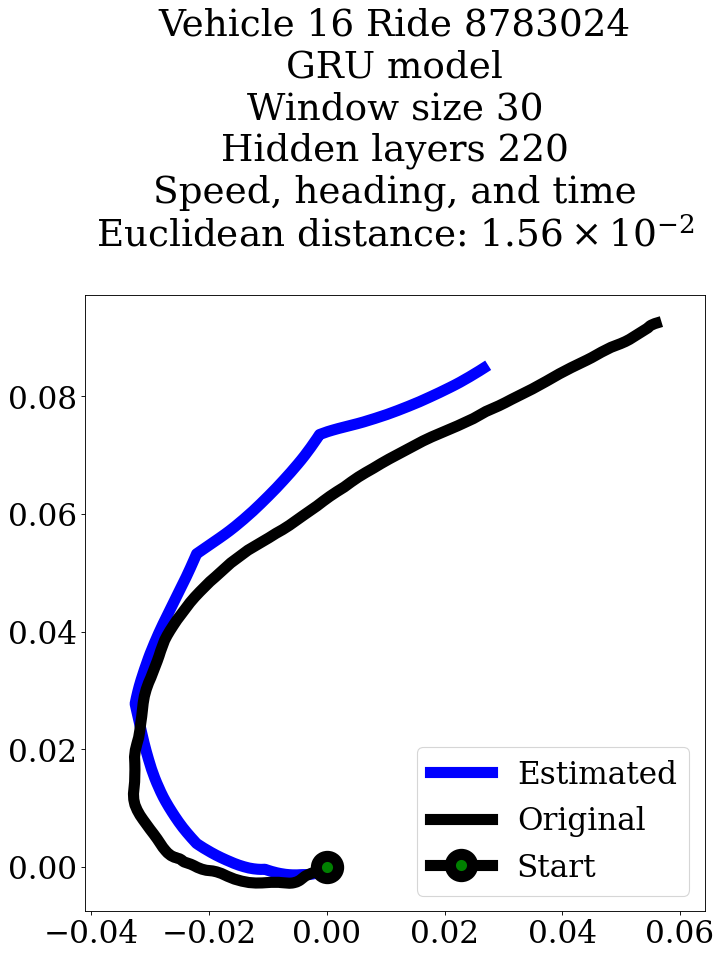 Vehicle 16 Ride 8783024
GRU model
Window size 30
Hidden layers 220
Speed, heading, and time
Euclidean distance: 1.56 × 10⁻²
0.08
0.06
0.04
0.02
0.00
Estimated
Original
Start
−0.04 −0.02 0.00 0.02 0.04 0.06